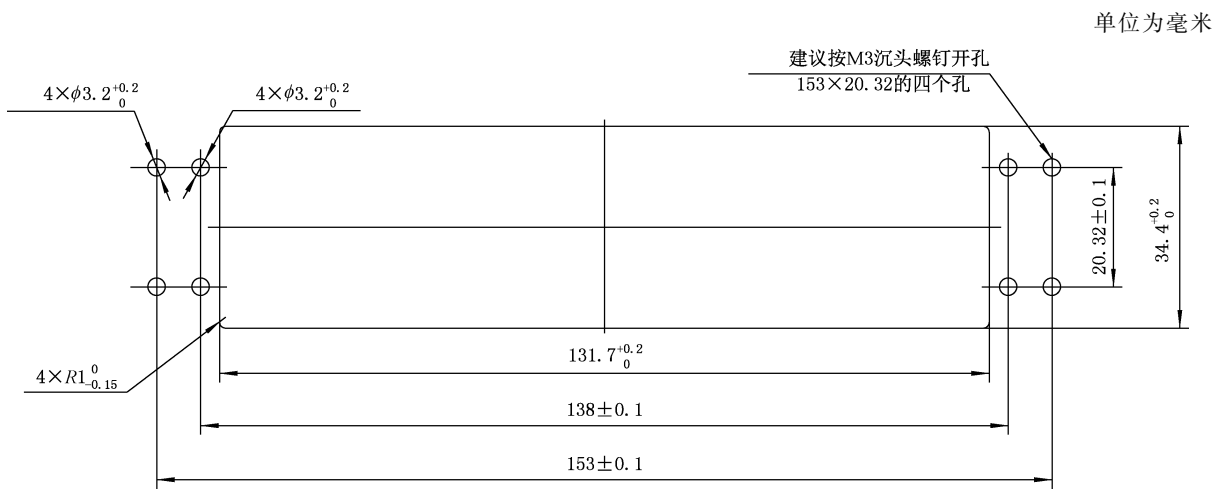 单位为毫米
建议按M3沉头螺钉开孔
153×20.32的四个孔
4×ϕ3.2+0.2 0
4×ϕ3.2+0.2 0
20.32±0.1
34.4+0.2 0
131.7+0.2 0
4×R1 0 -0.15
138±0.1
153±0.1